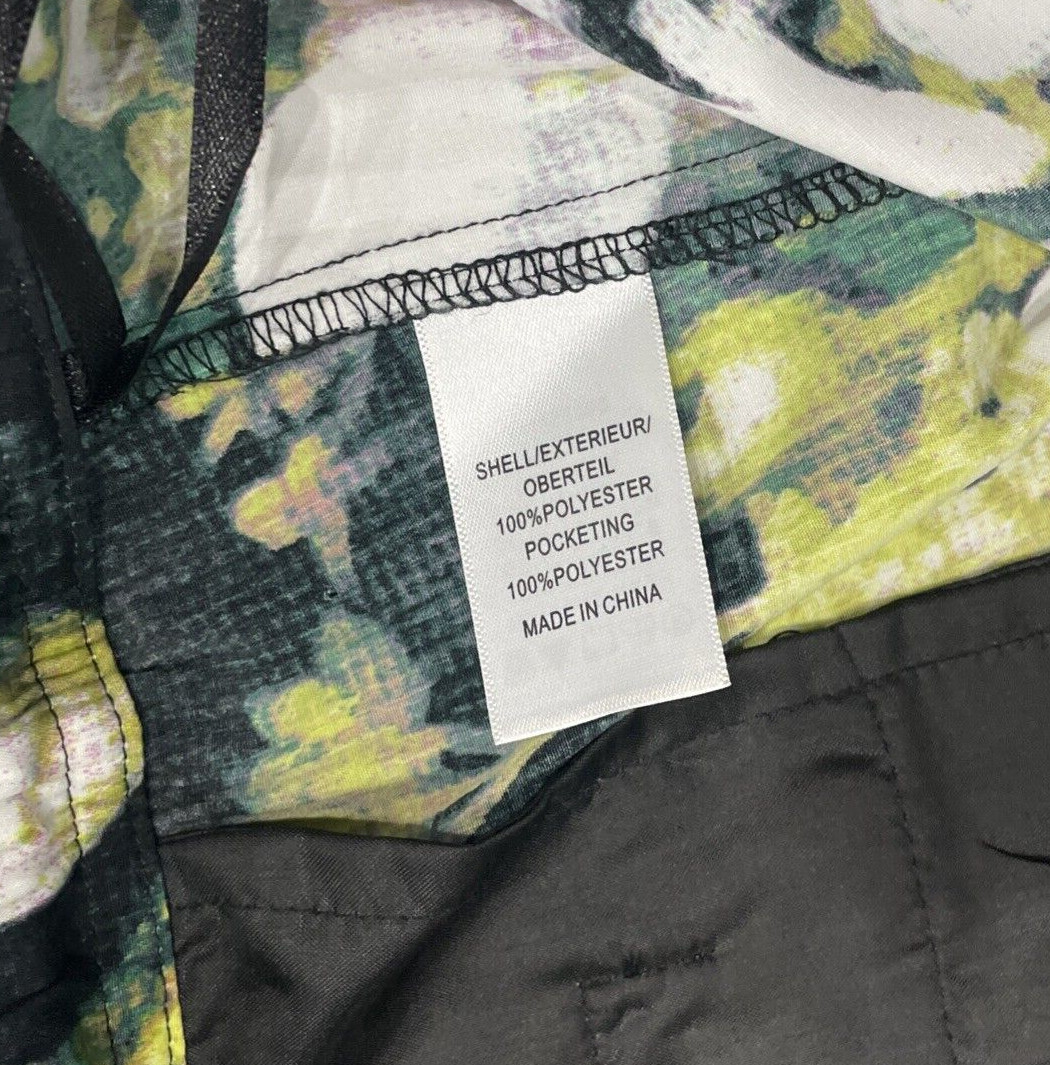 SHELL/EXTERIEUR/
OBERTEIL
100%POLYESTER
POCKETING
100%POLYESTER
MADE IN CHINA